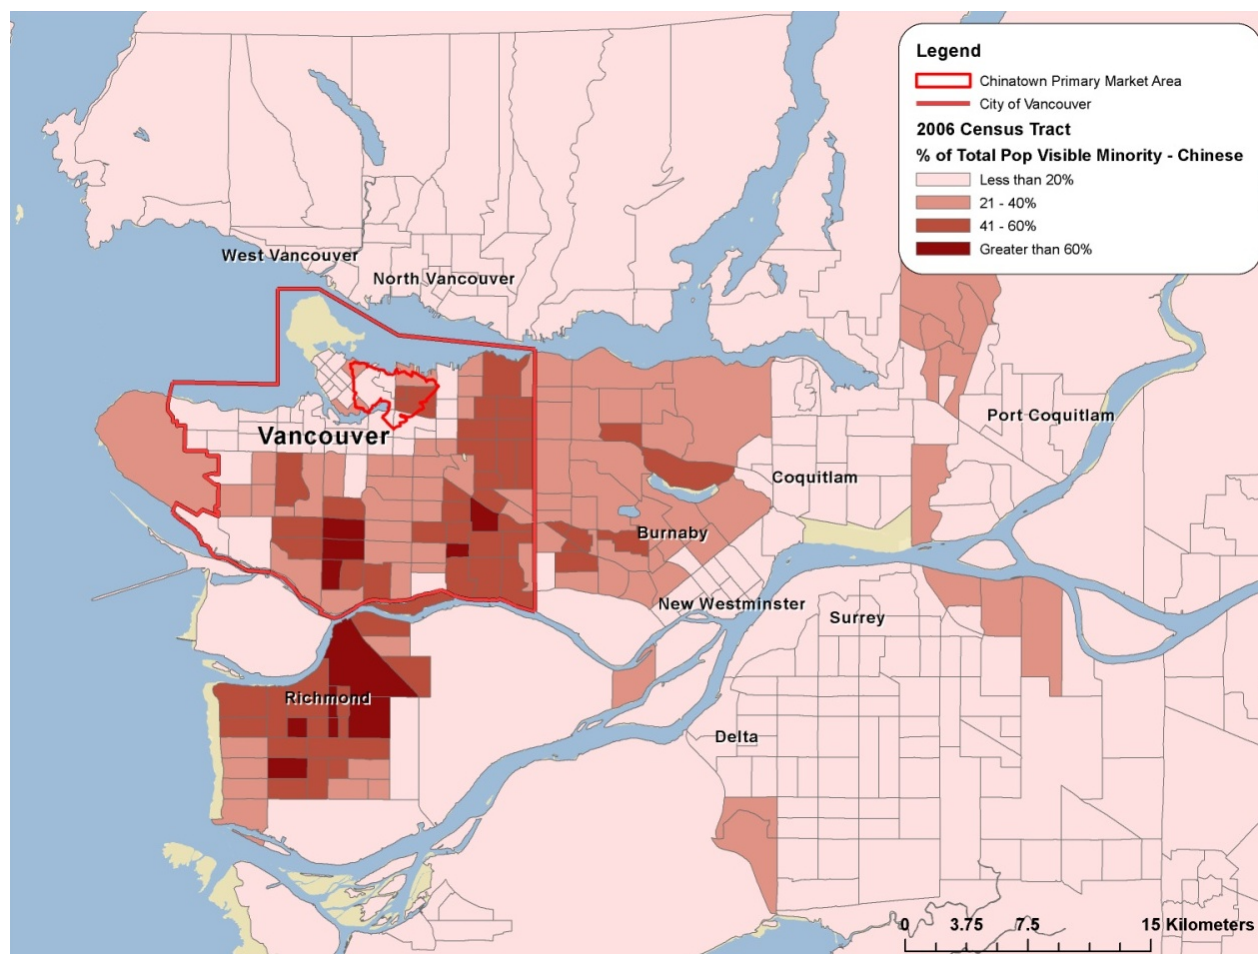 Legend
Chinatown Primary Market Area
City of Vancouver
2006 Census Tract
% of Total Pop Visible Minority - Chinese
Less than 20%
21 - 40%
41 - 60%
Greater than 60%
West Vancouver
North Vancouver
Port Coquitlam
Vancouver
Coquitlam
Burnaby
New Westminster
Surrey
Richmond
Delta
0 3.75 7.5 15 Kilometers